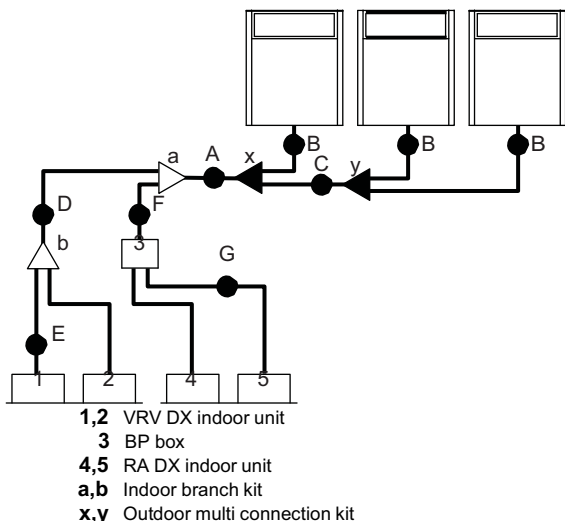 B
B
B
a
A
x
C
y
D
F
b
3
G
E
1
2
4
5
1,2 VRV DX indoor unit
3 BP box
4,5 RA DX indoor unit
a,b Indoor branch kit
x,y Outdoor multi connection kit